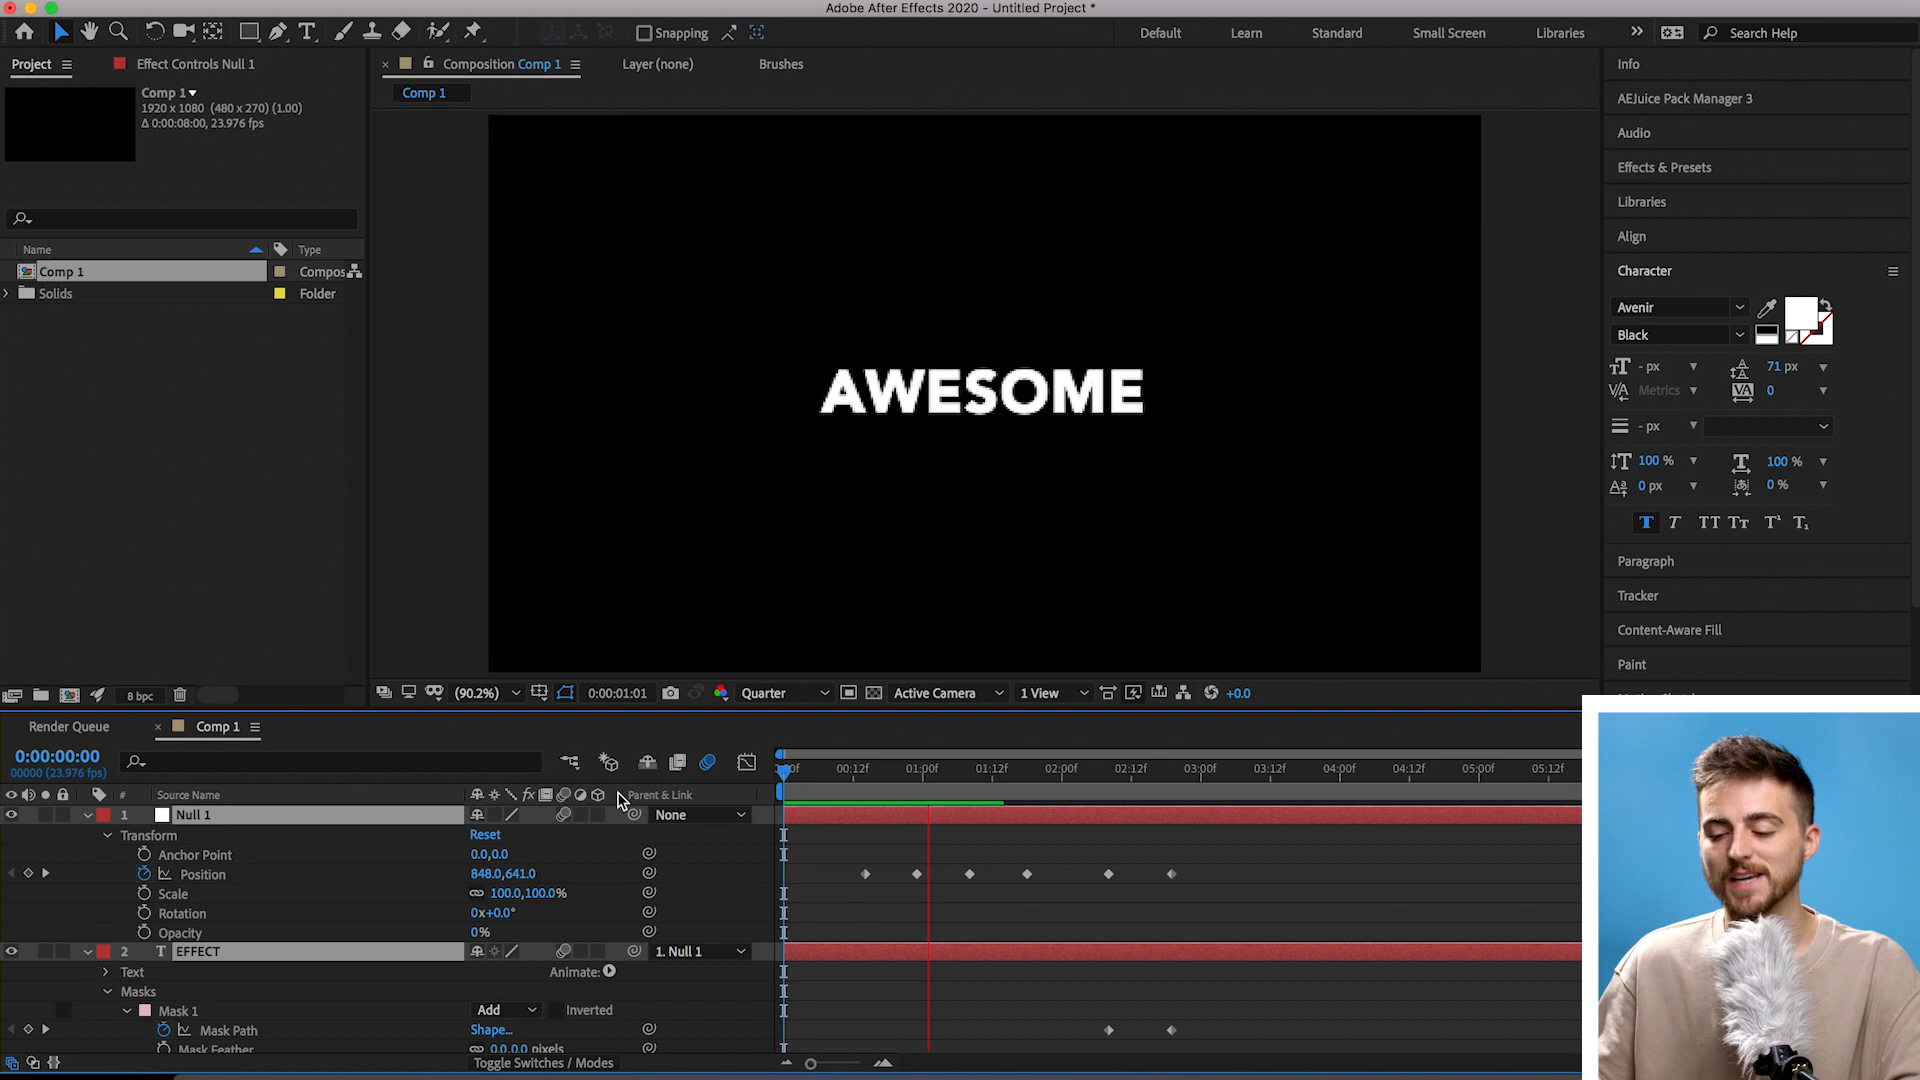 Adobe After Effects 2020 - Untitled Project *
Snapping
Default
Learn
Standard
Small Screen
Libraries
Search Help
Project
Effect Controls Null 1
Composition Comp 1
Layer (none)
Brushes
Comp 1
Comp 1
1920 x 1080 (480 x 270) (1.00)
Δ 0:00:08:00, 23.976 fps
Name
Type
Comp 1
Compos
Solids
Folder
AWESOME
Info
AEJuice Pack Manager 3
Audio
Effects & Presets
Libraries
Align
Character
Avenir
Black
- px
71 px
Metrics
0
- px
100 %
100 %
0 px
0 %
T T TT Tt T¹ T₁
Paragraph
Tracker
Content-Aware Fill
Paint
8 bpc
(90.2%)
0:00:01:01
Quarter
Active Camera
1 View
+0.0
Render Queue
Comp 1
0:00:00:00
00000 (23.976 fps)
00:12f
01:00f
01:12f
02:00f
02:12f
03:00f
03:12f
04:00f
04:12f
05:00f
05:12f
#
Source Name
Parent & Link
1
Null 1
None
Transform
Reset
Anchor Point
0.0,0.0
Position
848.0,641.0
Scale
100.0,100.0%
Rotation
0x+0.0°
Opacity
0%
2
T
EFFECT
1. Null 1
Text
Animate:
Masks
Mask 1
Add
Inverted
Mask Path
Shape...
Mask Feather
0.0,0.0 pixels
Toggle Switches / Modes